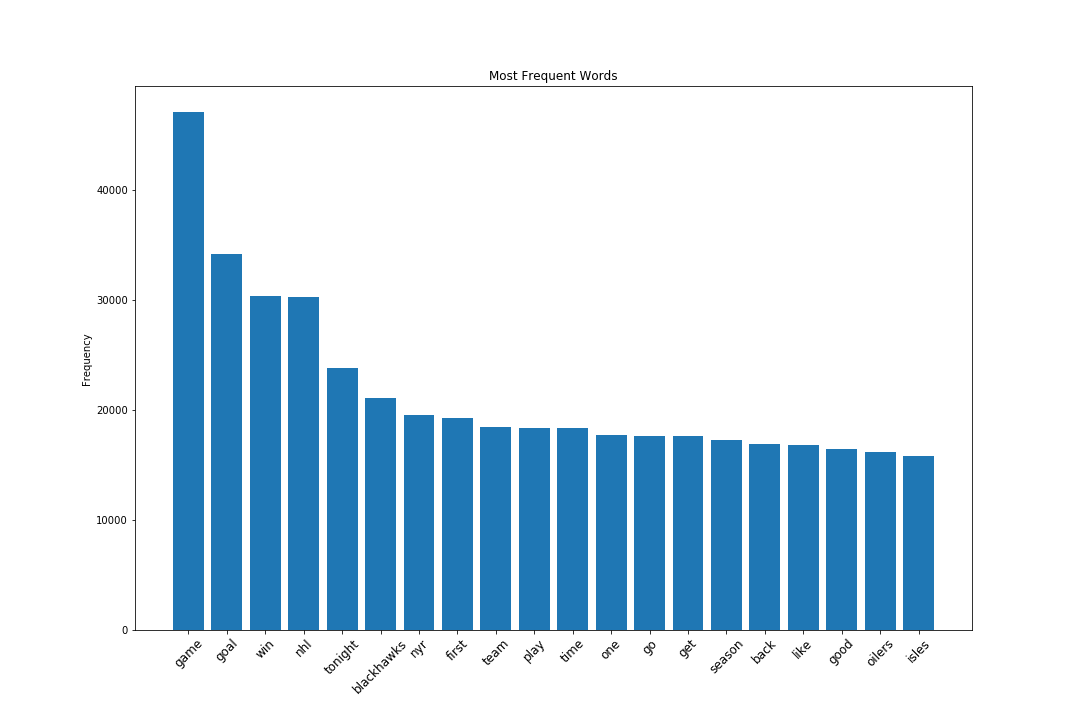 Most Frequent Words
Frequency
40000
30000
20000
10000
0
game
goal
win
nhl
tonight
blackhawks
nyr
first
team
play
time
one
go
get
season
back
like
good
oilers
isles